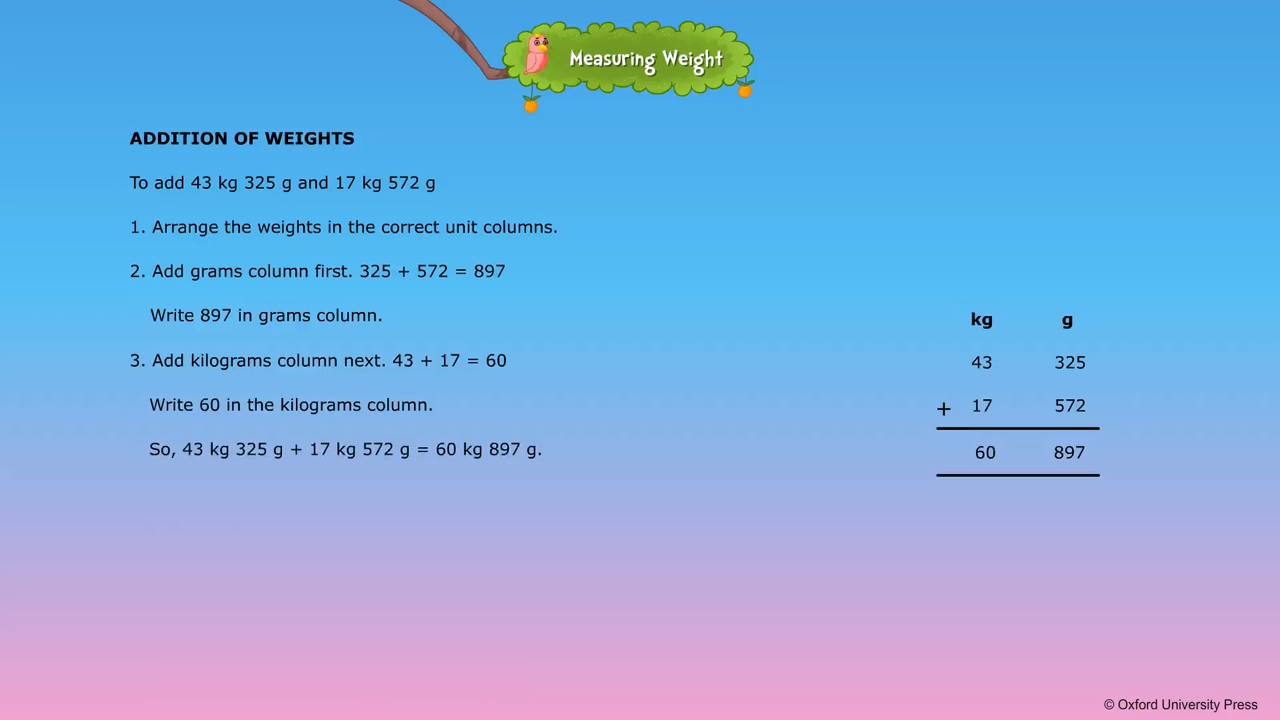 Measuring Weight
ADDITION OF WEIGHTS
To add 43 kg 325 g and 17 kg 572 g
1. Arrange the weights in the correct unit columns.
2. Add grams column first. 325 + 572 = 897
Write 897 in grams column.
3. Add kilograms column next. 43 + 17 = 60
Write 60 in the kilograms column.
So, 43 kg 325 g + 17 kg 572 g = 60 kg 897 g.
kg g
43 325
+ 17 572
60 897
© Oxford University Press